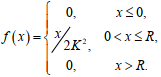 f(x) = { 0, x ≤ 0,
x/2K², 0 < x ≤ R,
0, x > R.